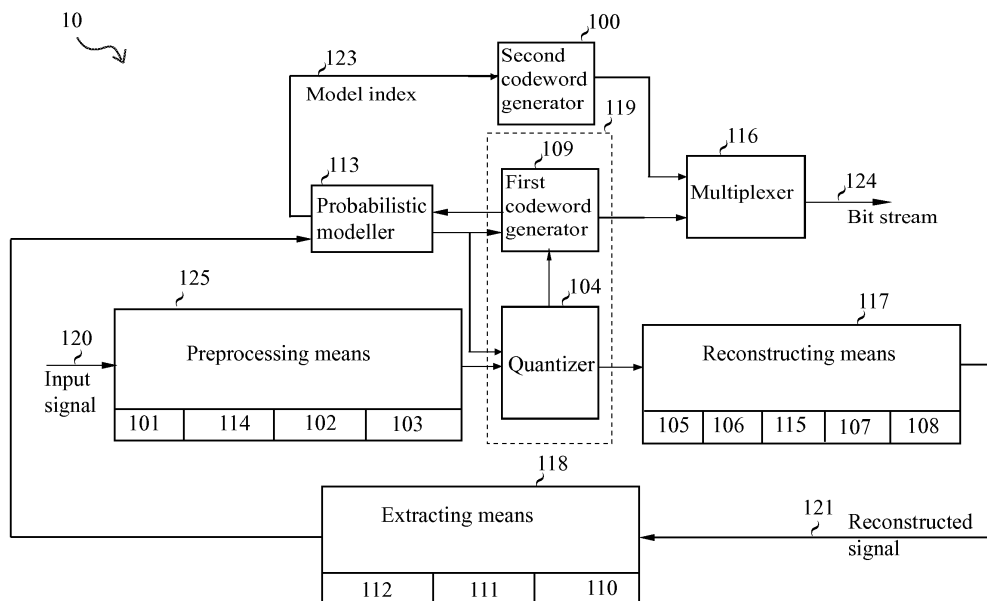 10
100
123
Second
codeword
generator
Model index
119
109
116
113
First
codeword
generator
Multiplexer
124
Probabilistic
modeller
Bit stream
125
104
117
120
Preprocessing means
Quantizer
Reconstructing means
Input
signal
101 114 102 103
105 106 115 107 108
118
Extracting means
121
Reconstructed
signal
112 111 110